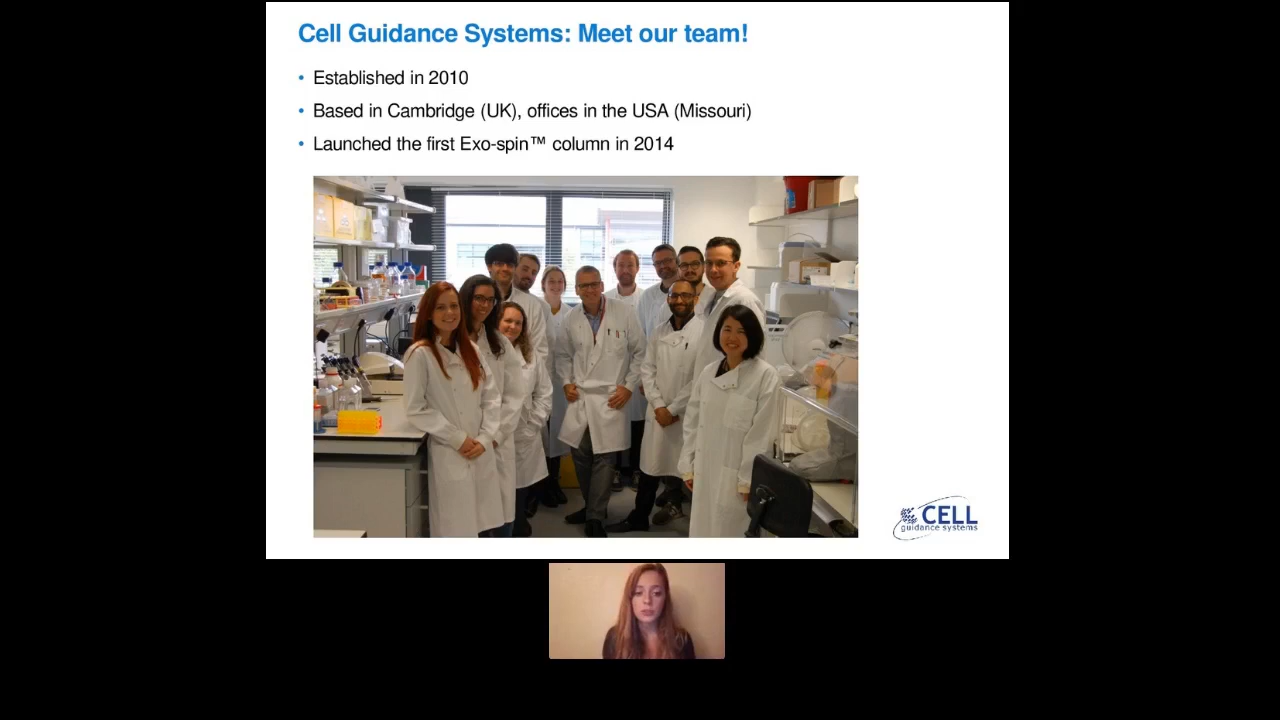 Cell Guidance Systems: Meet our team!
• Established in 2010
• Based in Cambridge (UK), offices in the USA (Missouri)
• Launched the first Exo-spin™ column in 2014
CELL
guidance systems